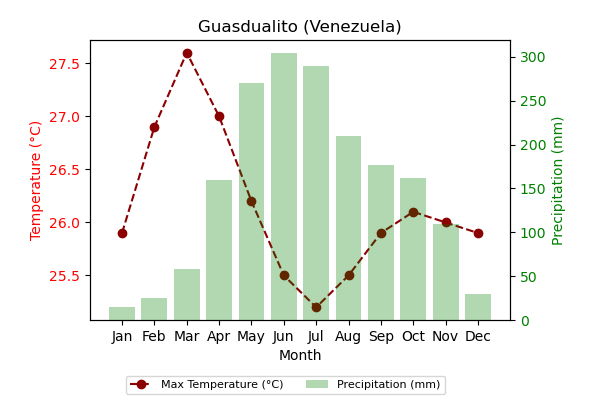 Guasdualito (Venezuela)
27.5
27.0
26.5
26.0
25.5
Temperature (°C)
300
250
200
150
100
50
0
Precipitation (mm)
Jan Feb Mar Apr May Jun Jul Aug Sep Oct Nov Dec
Month
Max Temperature (°C) Precipitation (mm)